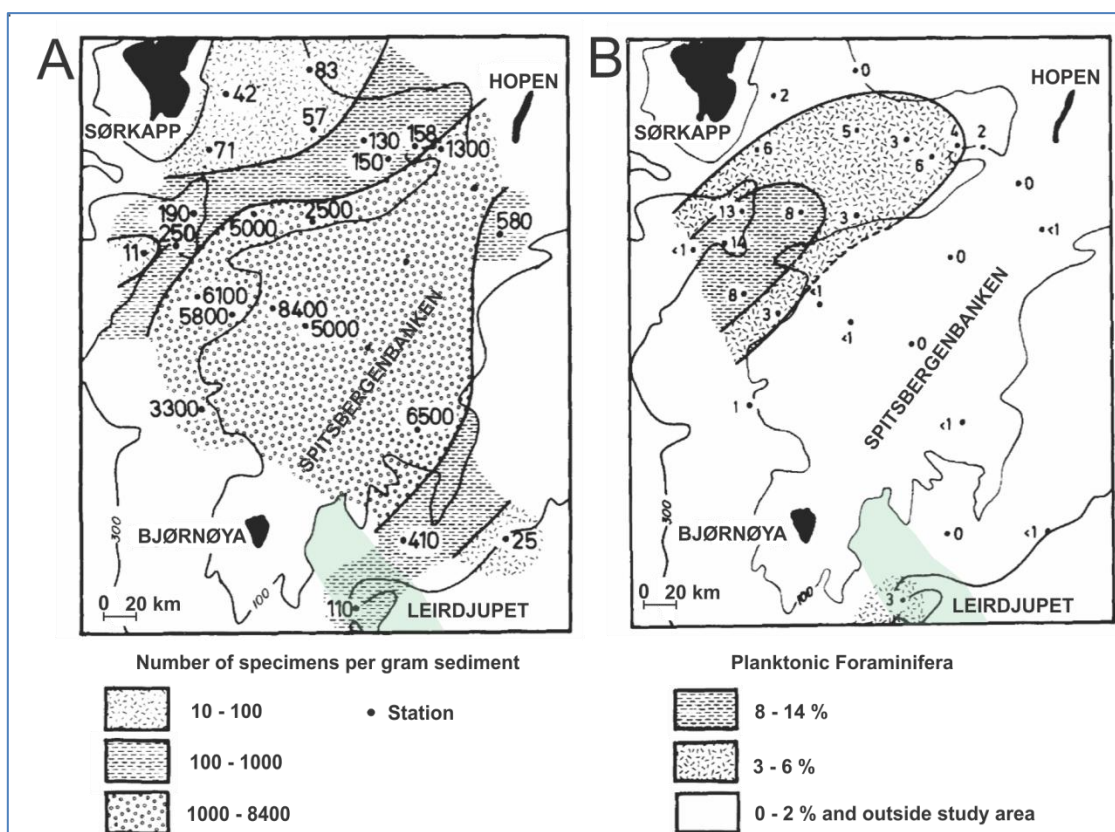 A
83
42
HOPEN
SØRKAPP
57
71
130
158
1300
150
190
5000
2500
580
250
11
6100
8400
5800
5000
SPITSBERGENBANKEN
3300
6500
300
BJØRNØYA
410
25
100
0 20 km
110
LEIRDJUPET
B
0
2
HOPEN
SØRKAPP
5
3
4
2
6
6
0
13
8
3
<1
14
<1
0
8
<1
3
<1
0
SPITSBERGENBANKEN
1
<1
300
BJØRNØYA
0
<1
100
0 20 km
3
LEIRDJUPET
Number of specimens per gram sediment
10 - 100
• Station
100 - 1000
1000 - 8400
Planktonic Foraminifera
8 - 14 %
3 - 6 %
0 - 2 % and outside study area